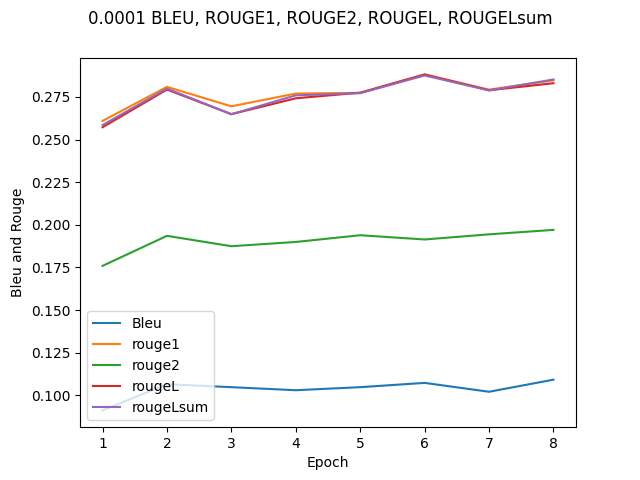 0.0001 BLEU, ROUGE1, ROUGE2, ROUGEL, ROUGELsum
Bleu and Rouge
0.275
0.250
0.225
0.200
0.175
0.150
0.125
0.100
Bleu
rouge1
rouge2
rougeL
rougeLsum
1 2 3 4 5 6 7 8
Epoch